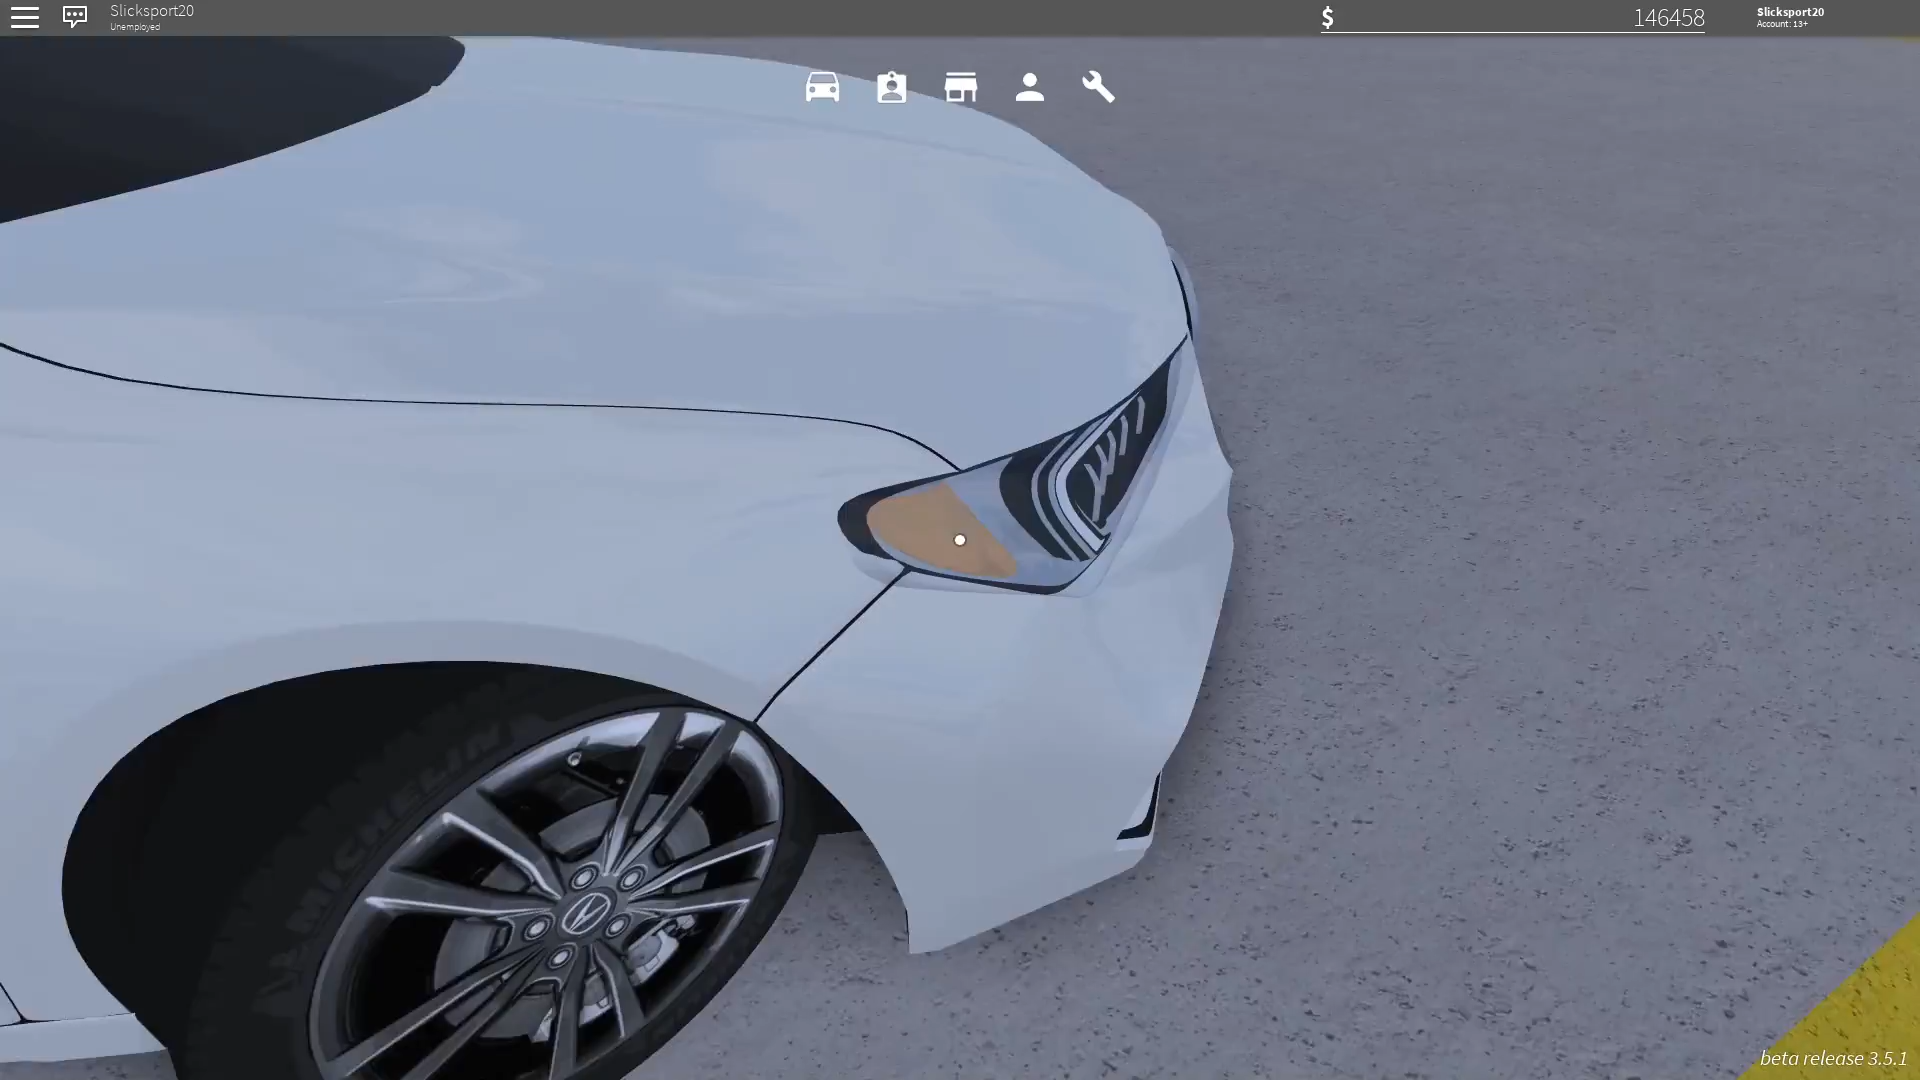 Slicksport20
Unemployed
$ 146458
Slicksport20
Account: 13+
MICHELIN
beta release 3.5.1